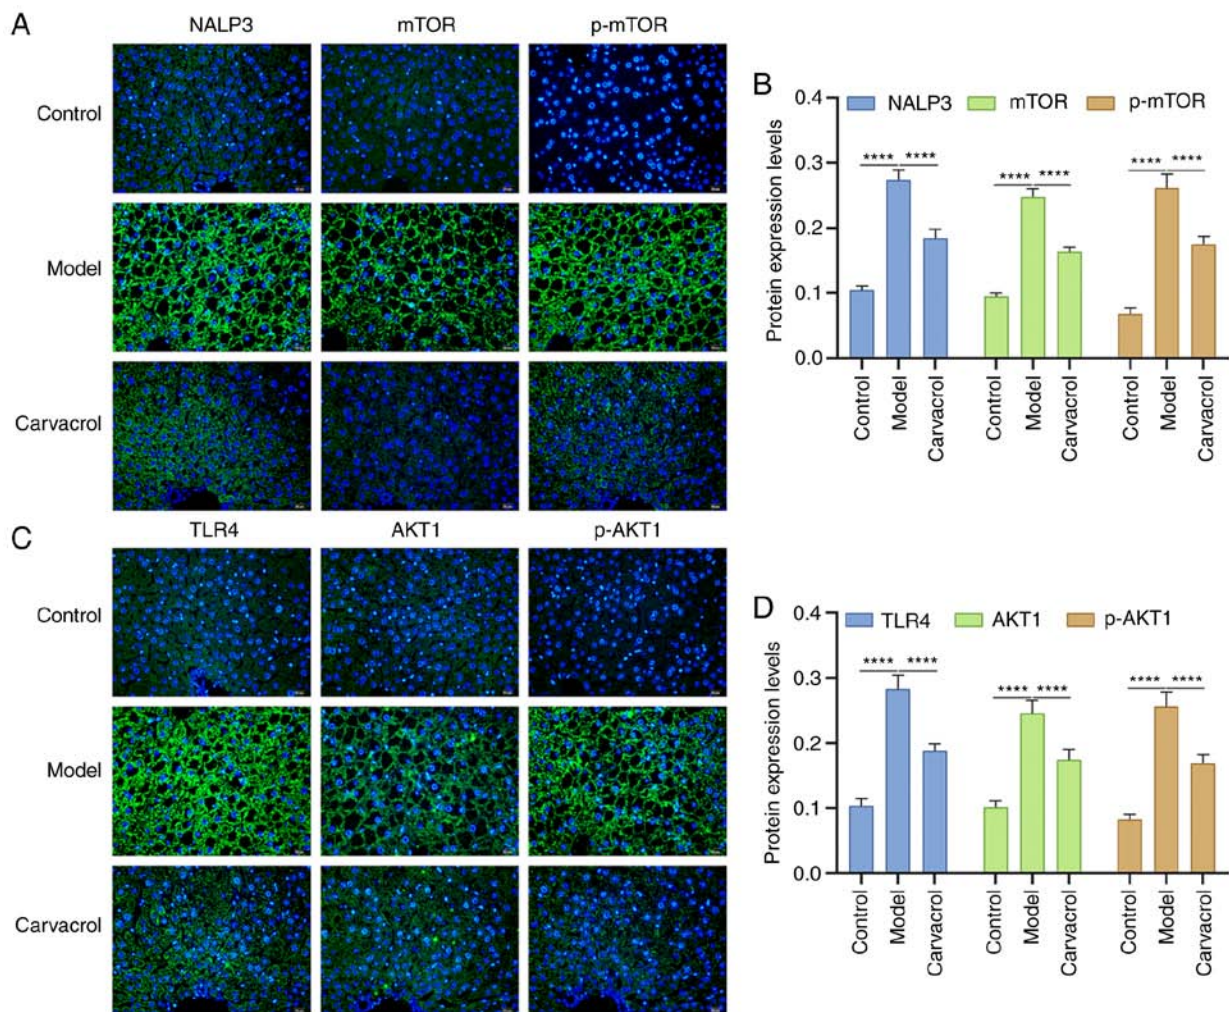 A
NALP3 mTOR p-mTOR
Control
Model
Carvacrol
B
NALP3 mTOR p-mTOR
Protein expression levels
0.4
0.3
0.2
0.1
0.0
**** **** **** **** **** ****
Control Model Carvacrol Control Model Carvacrol Control Model Carvacrol
C
TLR4 AKT1 p-AKT1
Control
Model
Carvacrol
D
TLR4 AKT1 p-AKT1
Protein expression levels
0.4
0.3
0.2
0.1
0.0
**** **** **** **** **** ****
Control Model Carvacrol Control Model Carvacrol Control Model Carvacrol